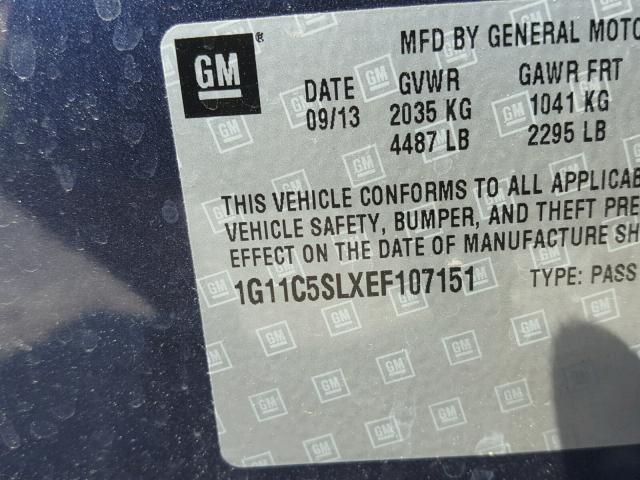 GM ®
MFD BY GENERAL MOTO
DATE GVWR GAWR FRT
09/13 2035 KG 1041 KG
4487 LB 2295 LB
THIS VEHICLE CONFORMS TO ALL APPLICAB
VEHICLE SAFETY, BUMPER, AND THEFT PRE
EFFECT ON THE DATE OF MANUFACTURE SH
1G11C5SLXEF107151 TYPE: PASS